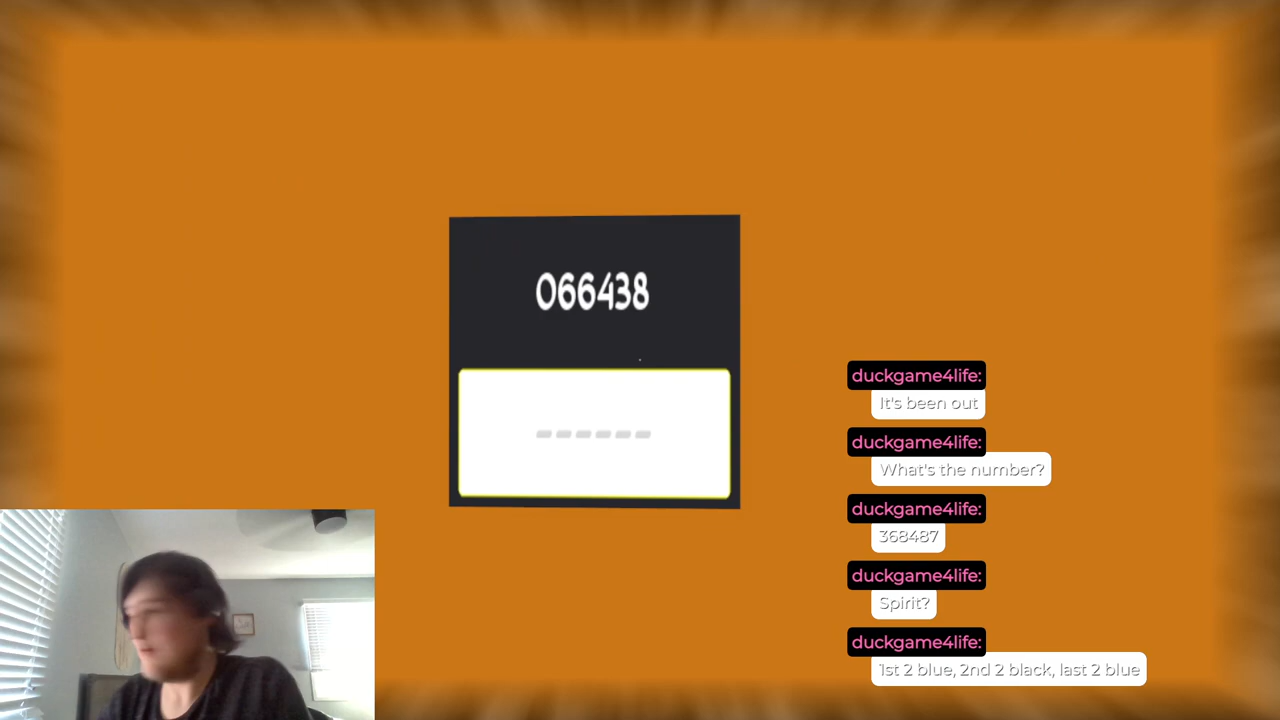 066438
duckgame4life:
It's been out
duckgame4life:
What's the number?
duckgame4life:
368487
duckgame4life:
Spirit?
duckgame4life:
1st 2 blue, 2nd 2 black, last 2 blue